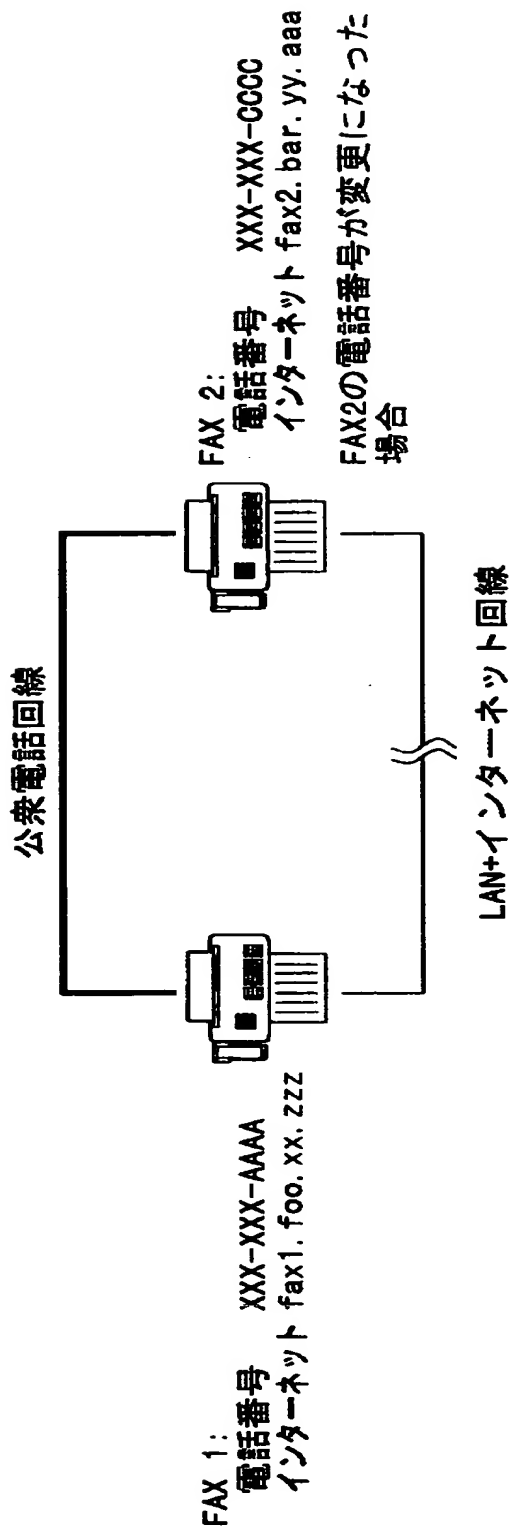 公衆電話回線
FAX 1:
電話番号 XXX-XXX-AAAA
インターネット fax1.foo.xx.zzz
FAX 2:
電話番号 XXX-XXX-CCCC
インターネット fax2.bar.yy.aaa
FAX2の電話番号が変更になった
場合
LAN+インターネット回線